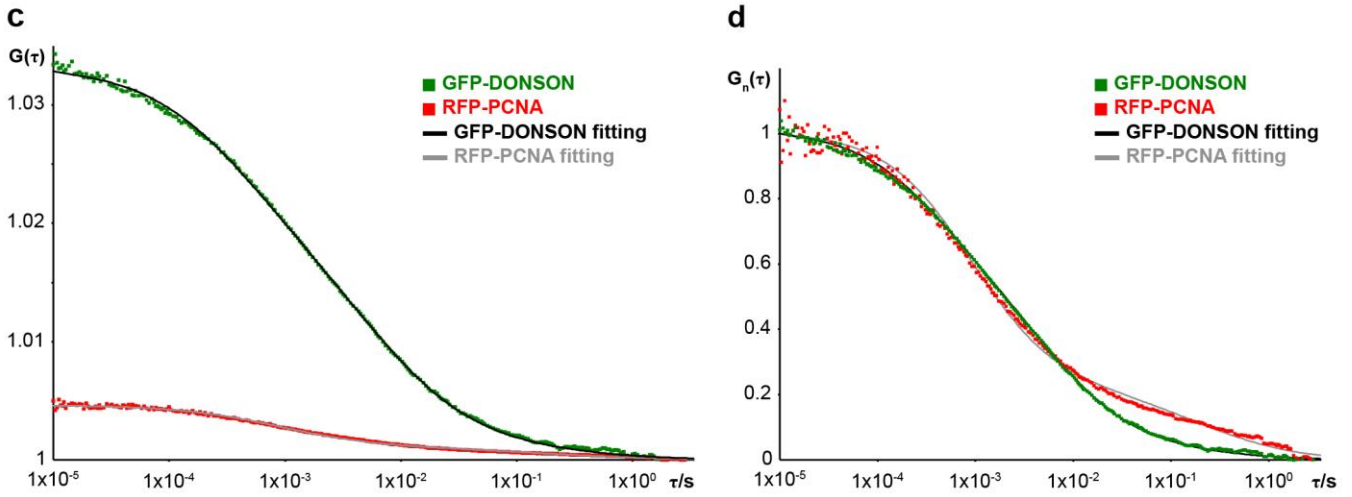 c
G(τ)
GFP-DONSON
RFP-PCNA
GFP-DONSON fitting
RFP-PCNA fitting
1.03
1.02
1.01
1
1x10⁻⁵ 1x10⁻⁴ 1x10⁻³ 1x10⁻² 1x10⁻¹ 1x10⁰ τ/s
d
Gₙ(τ)
GFP-DONSON
RFP-PCNA
GFP-DONSON fitting
RFP-PCNA fitting
1
0.8
0.6
0.4
0.2
0
1x10⁻⁵ 1x10⁻⁴ 1x10⁻³ 1x10⁻² 1x10⁻¹ 1x10⁰ τ/s